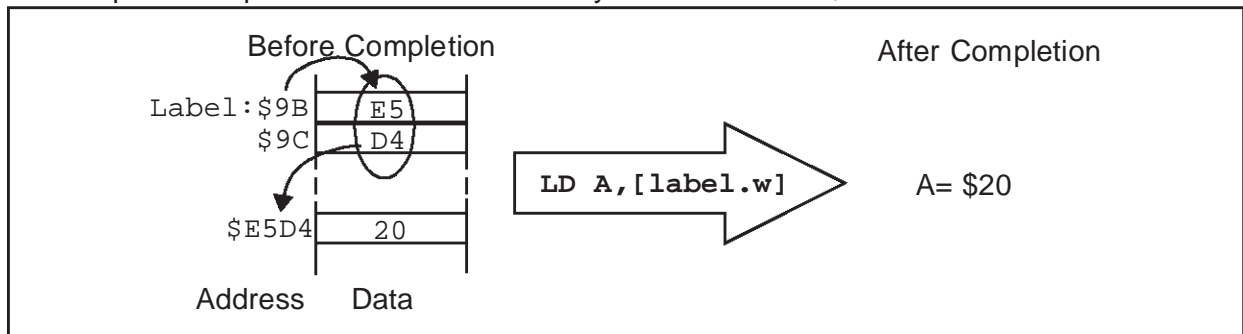 Before Completion
After Completion
Label:$9B E5
$9C D4
LD A,[label.w]
A= $20
$E5D4 20
Address Data